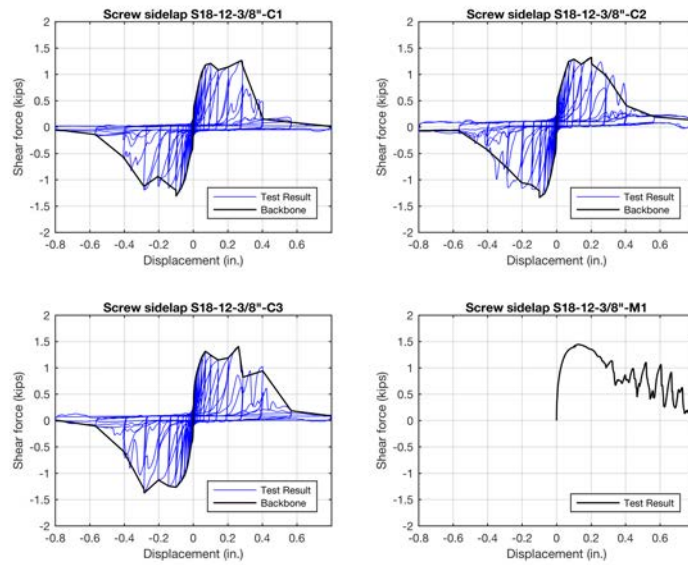 Screw sidelap S18-12-3/8"-C1
2
1.5
1
0.5
0
-0.5
-1
-1.5
-2
-0.8 -0.6 -0.4 -0.2 0 0.2 0.4 0.6
Shear force (kips)
Displacement (in.)
Test Result
Backbone
Screw sidelap S18-12-3/8"-C2
2
1.5
1
0.5
0
-0.5
-1
-1.5
-2
-0.8 -0.6 -0.4 -0.2 0 0.2 0.4 0.6
Shear force (kips)
Displacement (in.)
Test Result
Backbone
Screw sidelap S18-12-3/8"-C3
2
1.5
1
0.5
0
-0.5
-1
-1.5
-2
-0.8 -0.6 -0.4 -0.2 0 0.2 0.4 0.6
Shear force (kips)
Displacement (in.)
Test Result
Backbone
Screw sidelap S18-12-3/8"-M1
2
1.5
1
0.5
0
-0.5
-1
-1.5
-2
-0.8 -0.6 -0.4 -0.2 0 0.2 0.4 0.6
Shear force (kips)
Displacement (in.)
Test Result